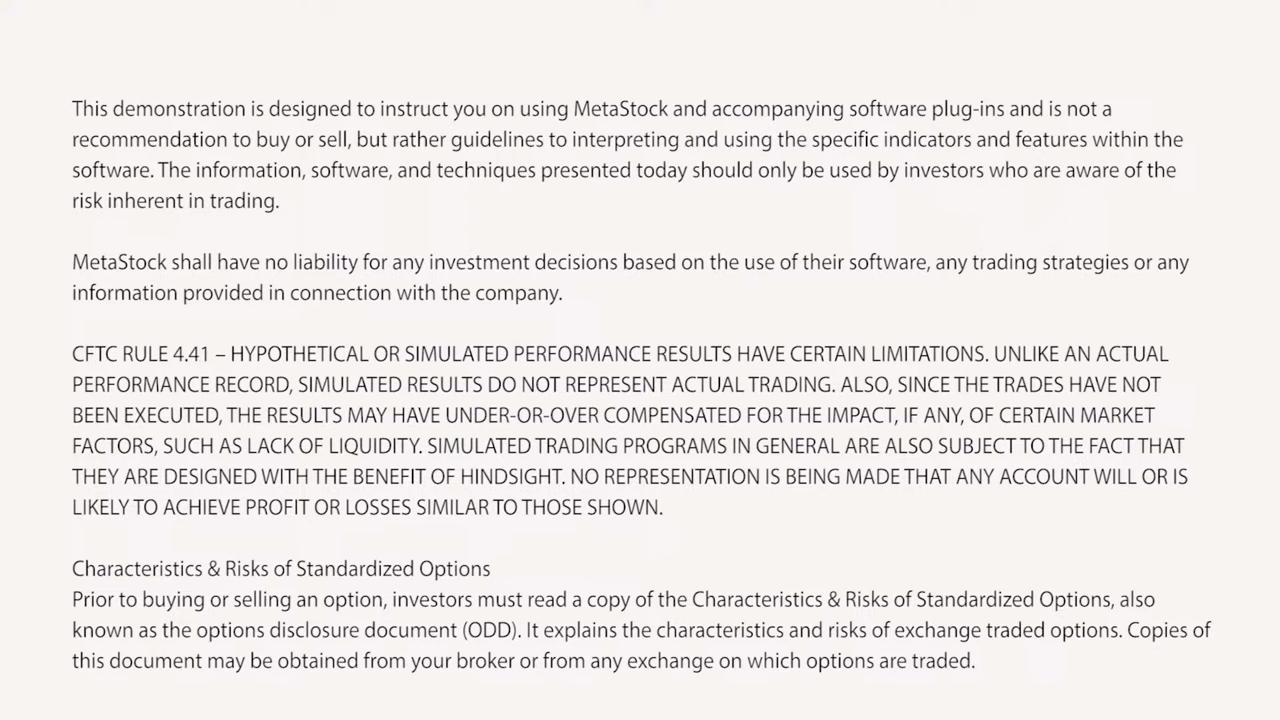 This demonstration is designed to instruct you on using MetaStock and accompanying software plug-ins and is not a
recommendation to buy or sell, but rather guidelines to interpreting and using the specific indicators and features within the
software. The information, software, and techniques presented today should only be used by investors who are aware of the
risk inherent in trading.
MetaStock shall have no liability for any investment decisions based on the use of their software, any trading strategies or any
information provided in connection with the company.
CFTC RULE 4.41 – HYPOTHETICAL OR SIMULATED PERFORMANCE RESULTS HAVE CERTAIN LIMITATIONS. UNLIKE AN ACTUAL
PERFORMANCE RECORD, SIMULATED RESULTS DO NOT REPRESENT ACTUAL TRADING. ALSO, SINCE THE TRADES HAVE NOT
BEEN EXECUTED, THE RESULTS MAY HAVE UNDER-OR-OVER COMPENSATED FOR THE IMPACT, IF ANY, OF CERTAIN MARKET
FACTORS, SUCH AS LACK OF LIQUIDITY. SIMULATED TRADING PROGRAMS IN GENERAL ARE ALSO SUBJECT TO THE FACT THAT
THEY ARE DESIGNED WITH THE BENEFIT OF HINDSIGHT. NO REPRESENTATION IS BEING MADE THAT ANY ACCOUNT WILL OR IS
LIKELY TO ACHIEVE PROFIT OR LOSSES SIMILAR TO THOSE SHOWN.
Characteristics & Risks of Standardized Options
Prior to buying or selling an option, investors must read a copy of the Characteristics & Risks of Standardized Options, also
known as the options disclosure document (ODD). It explains the characteristics and risks of exchange traded options. Copies of
this document may be obtained from your broker or from any exchange on which options are traded.